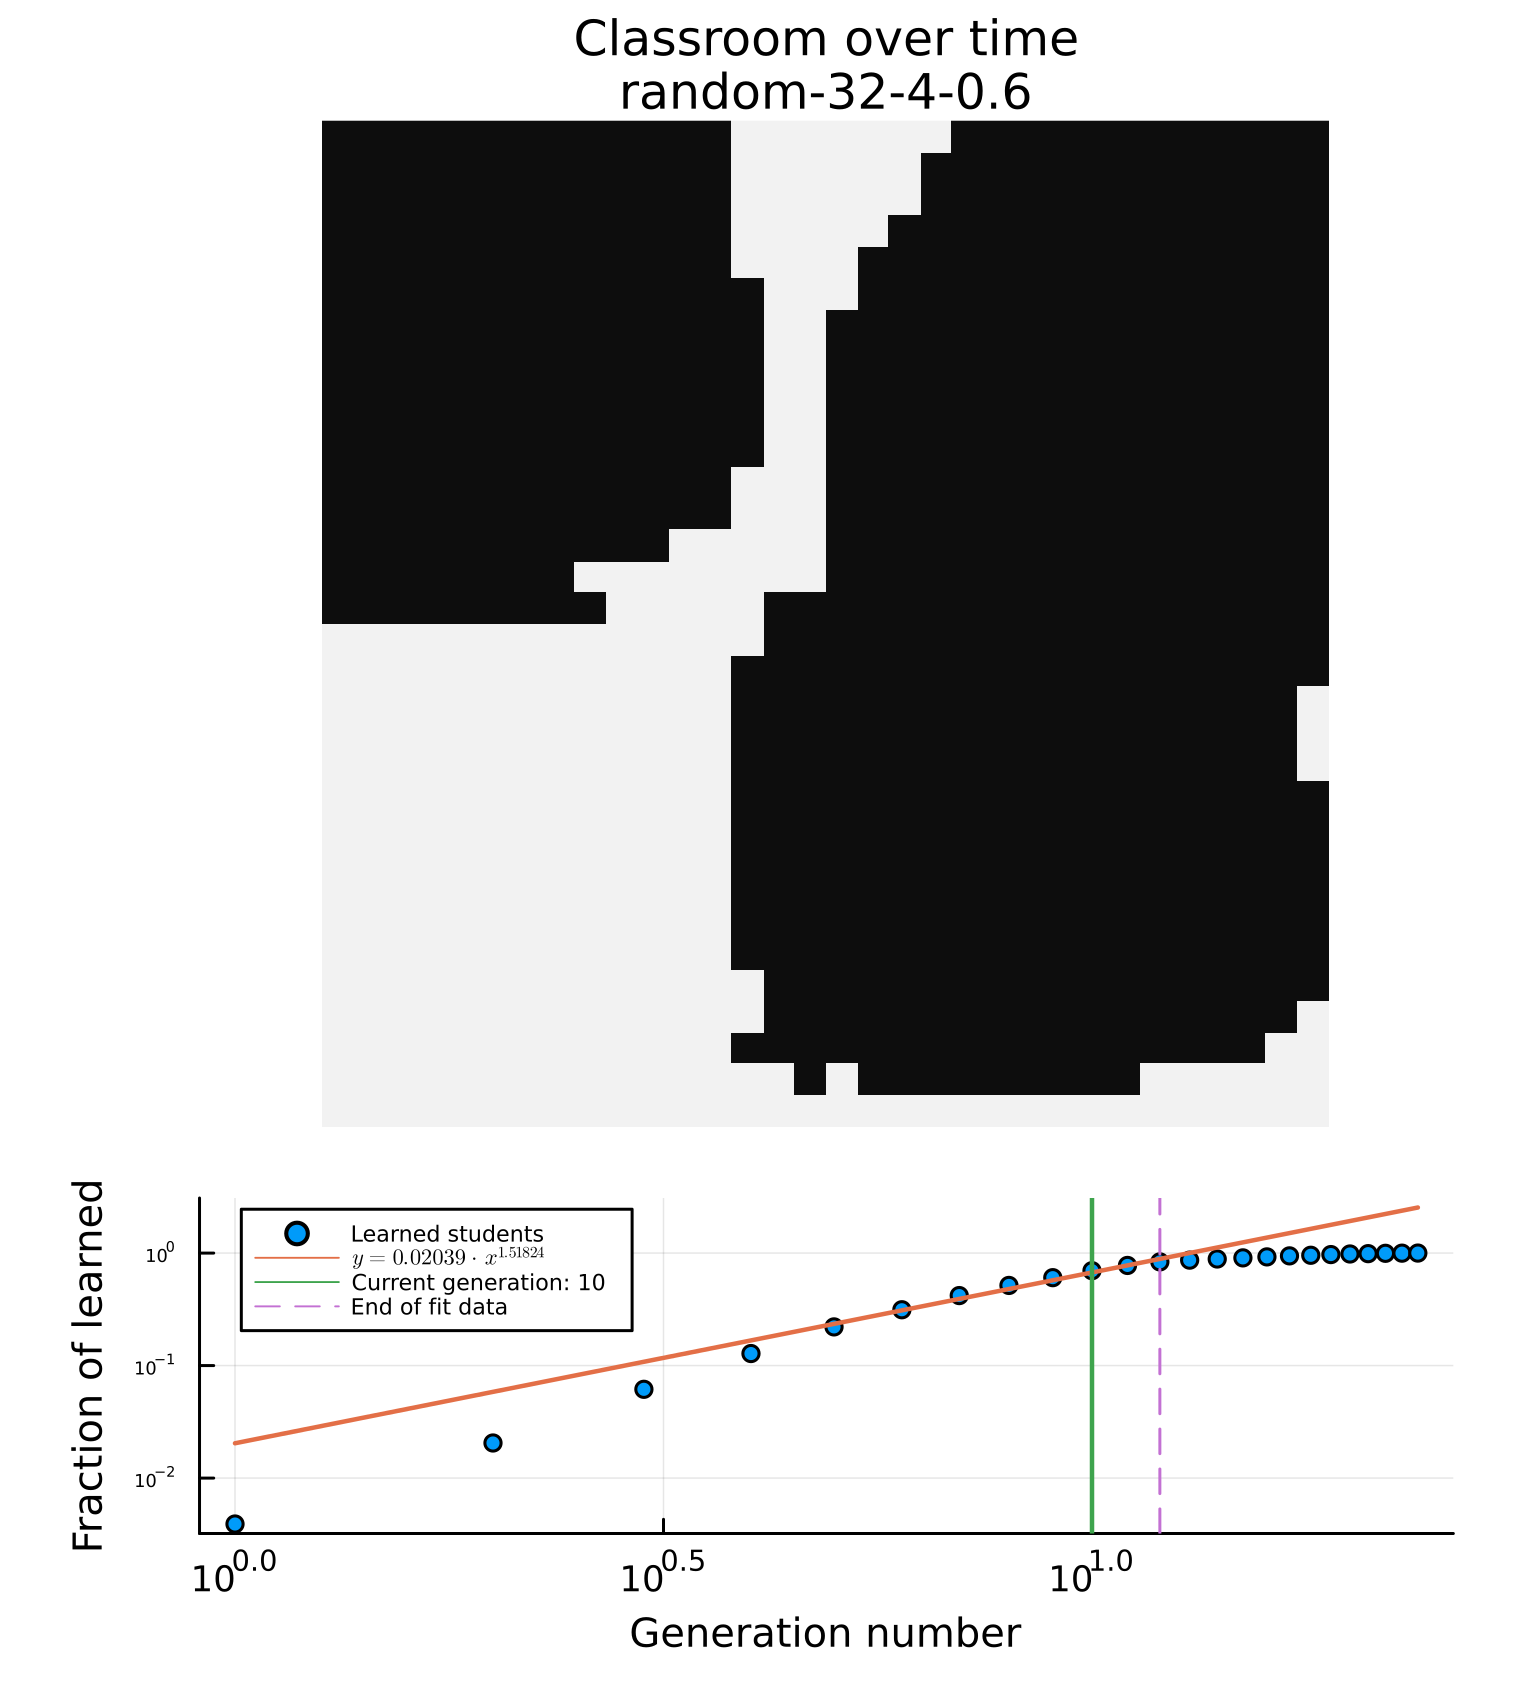 Classroom over time
random-32-4-0.6
Fraction of learned
10⁰
10⁻¹
10⁻²
Learned students
y = 0.02039 · x^1.51824
Current generation: 10
End of fit data
10^0.0
10^0.5
10^1.0
Generation number